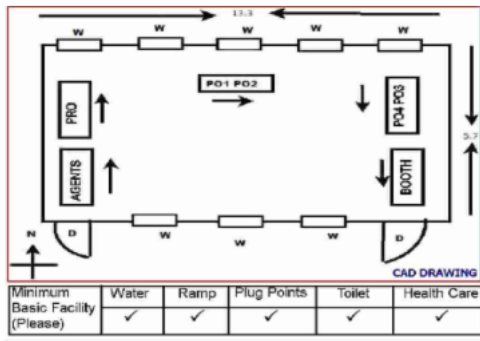 13.3
W W W W W
PO1 PO2
PRO
PO4 PO3
5.7
AGENTS
BOOTH
N
D
W W W
D
CAD DRAWING
Minimum Basic Facility (Please) Water Ramp Plug Points Toilet Health Care
✓ ✓ ✓ ✓ ✓